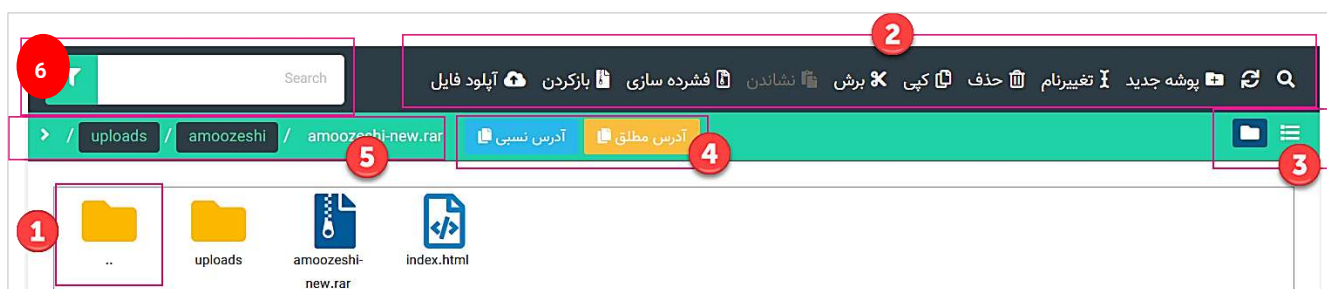 2
6
Search
پوشه جدید تغییرنام حذف کپی برش نشاندن فشرده سازی بازکردن آپلود فایل
/ uploads / amoozeshi / amoozeshi-new.rar
آدرس نسبی
آدرس مطلق
5
4
3
1
..
uploads
amoozeshi-
new.rar
index.html